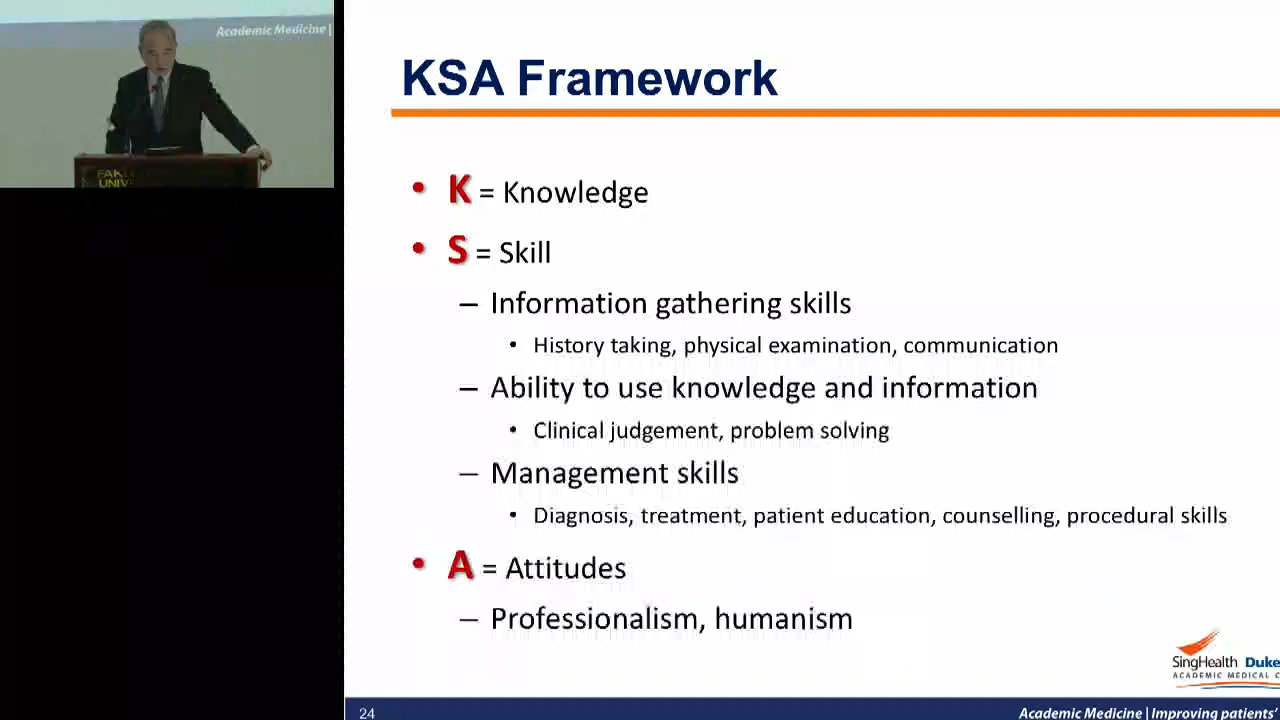 Academic Medicine |
FAK
UNIV
KSA Framework
• K = Knowledge
• S = Skill
– Information gathering skills
• History taking, physical examination, communication
– Ability to use knowledge and information
• Clinical judgement, problem solving
– Management skills
• Diagnosis, treatment, patient education, counselling, procedural skills
• A = Attitudes
– Professionalism, humanism
SingHealth Duke
ACADEMIC MEDICAL C
24
Academic Medicine | Improving patients'